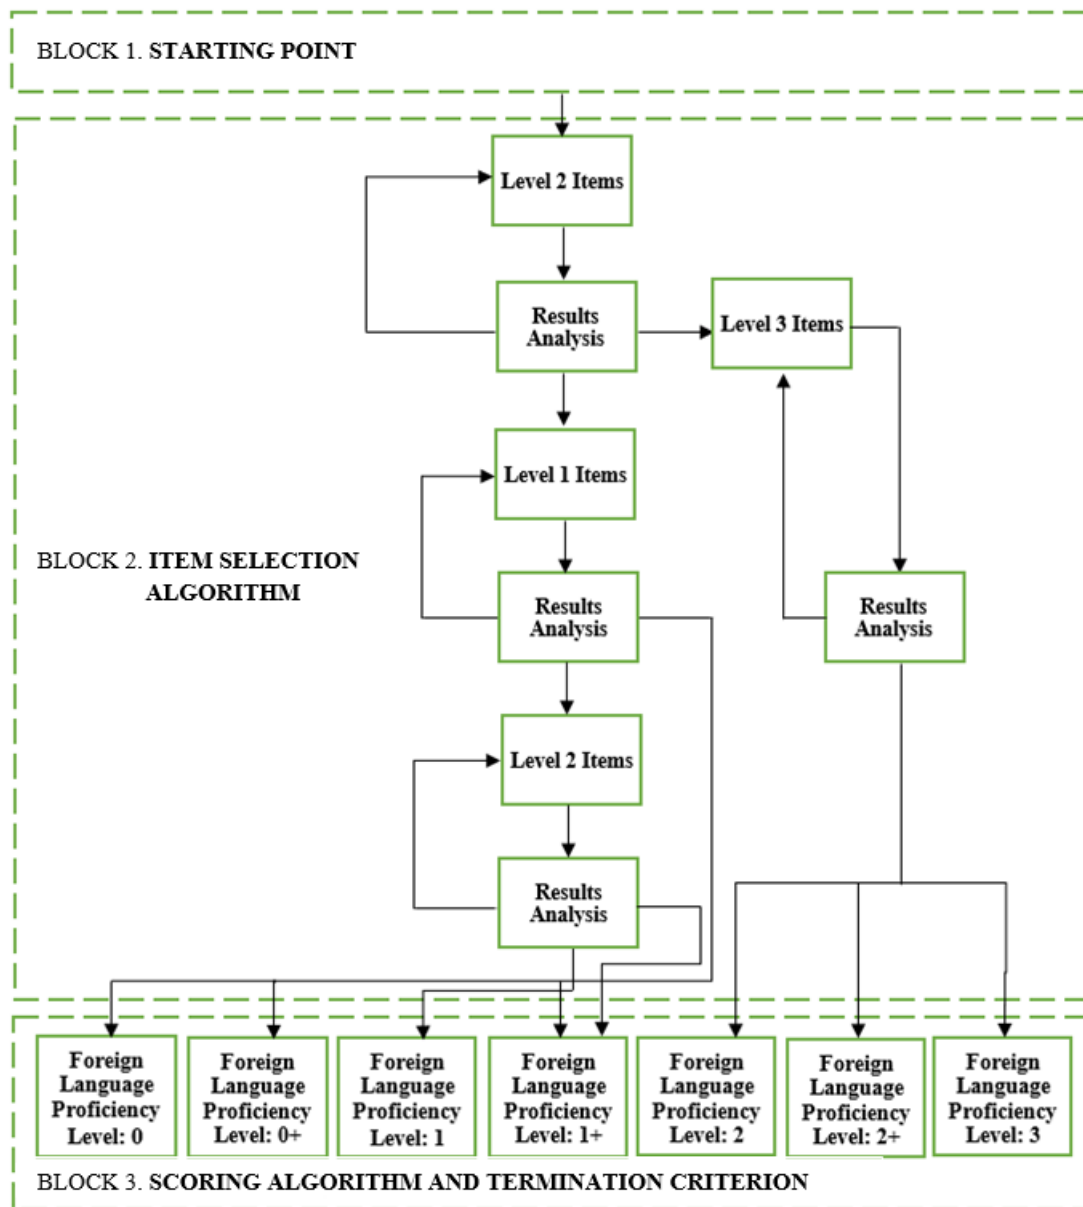 BLOCK 1. STARTING POINT
Level 2 Items
Results
Analysis
Level 3 Items
Level 1 Items
BLOCK 2. ITEM SELECTION
ALGORITHM
Results
Analysis
Results
Analysis
Level 2 Items
Results
Analysis
Foreign
Language
Proficiency
Level: 0
Foreign
Language
Proficiency
Level: 0+
Foreign
Language
Proficiency
Level: 1
Foreign
Language
Proficiency
Level: 1+
Foreign
Language
Proficiency
Level: 2
Foreign
Language
Proficiency
Level: 2+
Foreign
Language
Proficiency
Level: 3
BLOCK 3. SCORING ALGORITHM AND TERMINATION CRITERION